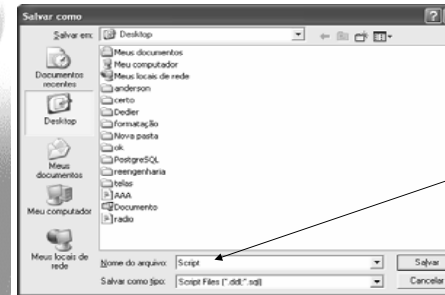 Salvar como
Salvar em:
Desktop
Documentos recentes
Desktop
Meus documentos
Meu computador
Meus locais de rede
Meus documentos
Meu computador
Meus locais de rede
anderson
certo
Dedier
formatação
Nova pasta
ok
PostgreSQL
reengenharia
telas
AAA
Documento
radio
Nome do arquivo:
Script
Salvar
Salvar como tipo:
Script Files (*.ddl;*.sql)
Cancelar